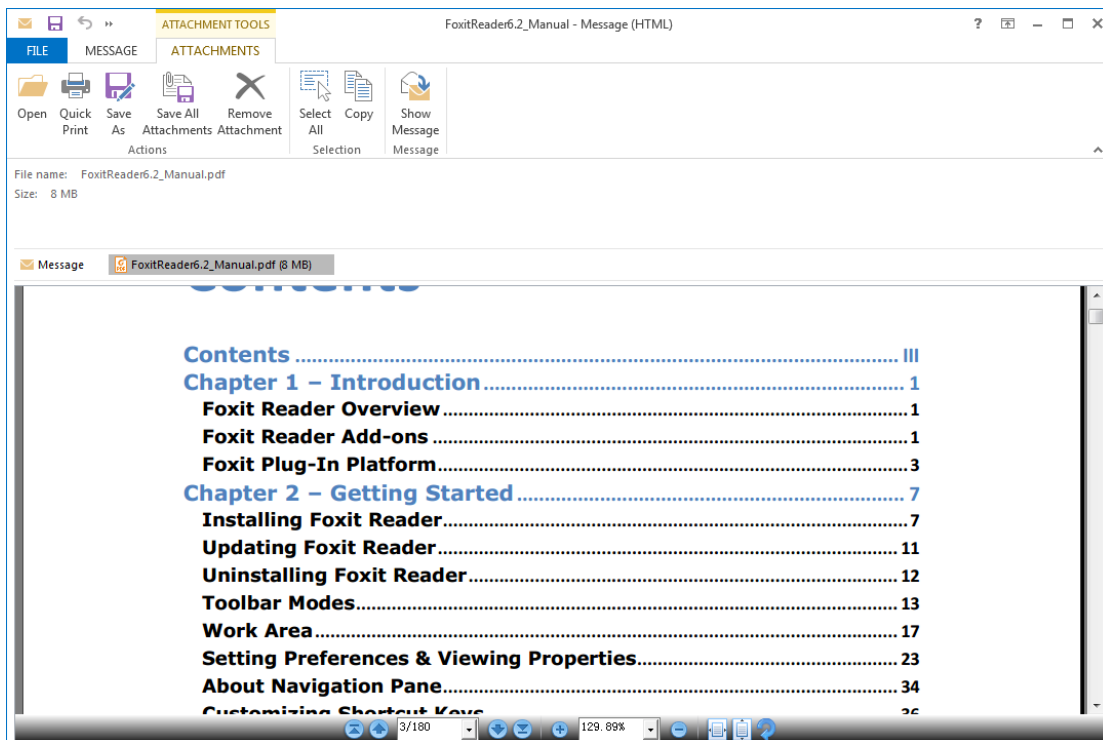 ATTACHMENT TOOLS
FoxitReader6.2_Manual - Message (HTML)
FILE MESSAGE ATTACHMENTS
Open Quick Print Save As Save All Attachments Remove Attachment Select All Copy Show Message
Actions Selection Message
File name: FoxitReader6.2_Manual.pdf
Size: 8 MB
Message FoxitReader6.2_Manual.pdf (8 MB)
Contents
Contents ........ III
Chapter 1 – Introduction ........ 1
Foxit Reader Overview ........ 1
Foxit Reader Add-ons ........ 1
Foxit Plug-In Platform ........ 3
Chapter 2 – Getting Started ........ 7
Installing Foxit Reader ........ 7
Updating Foxit Reader ........ 11
Uninstalling Foxit Reader ........ 12
Toolbar Modes ........ 13
Work Area ........ 17
Setting Preferences & Viewing Properties ........ 23
About Navigation Pane ........ 34
Customizing Shortcut Keys ........ 36
3/180 129.89%